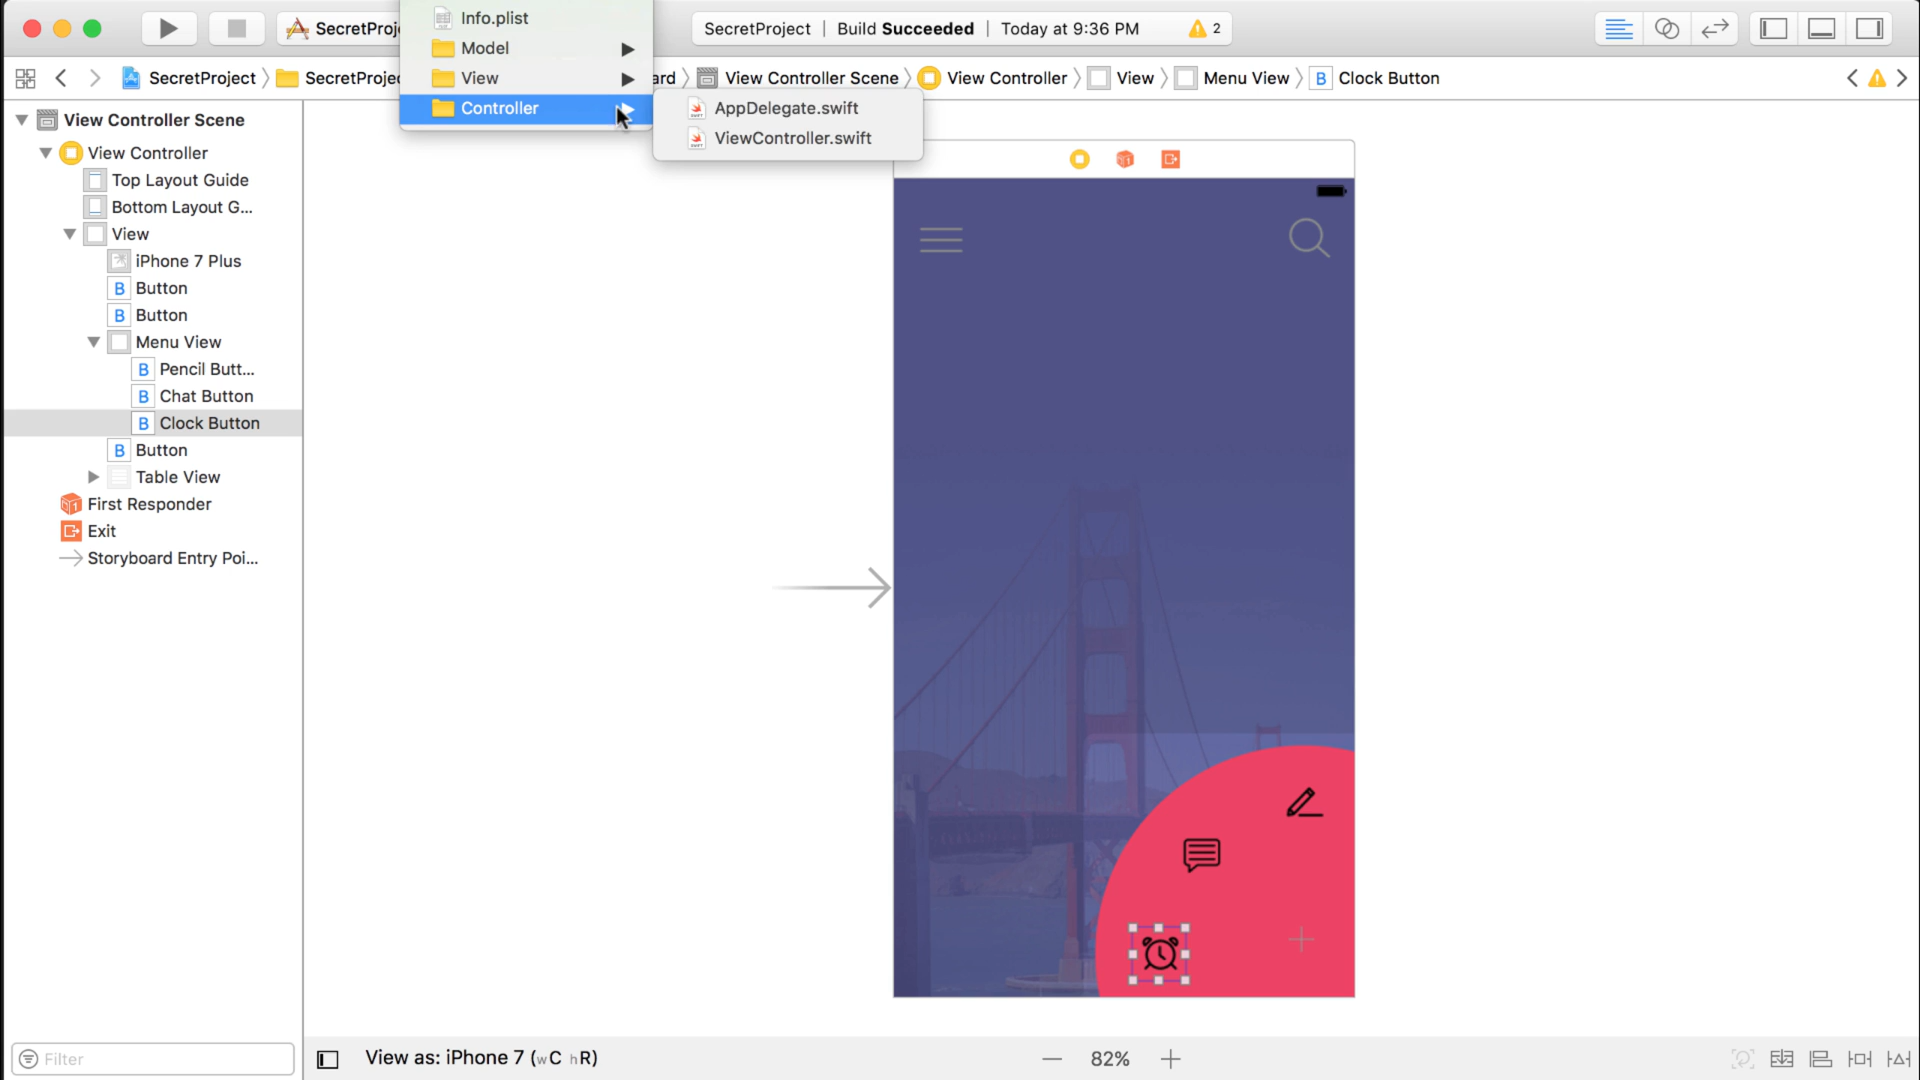 SecretProj
Info.plist
SecretProject | Build Succeeded | Today at 9:36 PM 2
Model
View
Controller
AppDelegate.swift
ViewController.swift
SecretProject SecretProjec ard View Controller Scene View Controller View Menu View B Clock Button
View Controller Scene
View Controller
Top Layout Guide
Bottom Layout G...
View
iPhone 7 Plus
B Button
B Button
Menu View
B Pencil Butt...
B Chat Button
B Clock Button
B Button
Table View
First Responder
Exit
Storyboard Entry Poi...
Filter
View as: iPhone 7 (wC hR)
82%